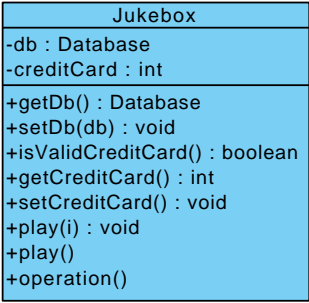 Jukebox
-db : Database
-creditCard : int
+getDb() : Database
+setDb(db) : void
+isValidCreditCard() : boolean
+getCreditCard() : int
+setCreditCard() : void
+play(i) : void
+play()
+operation()